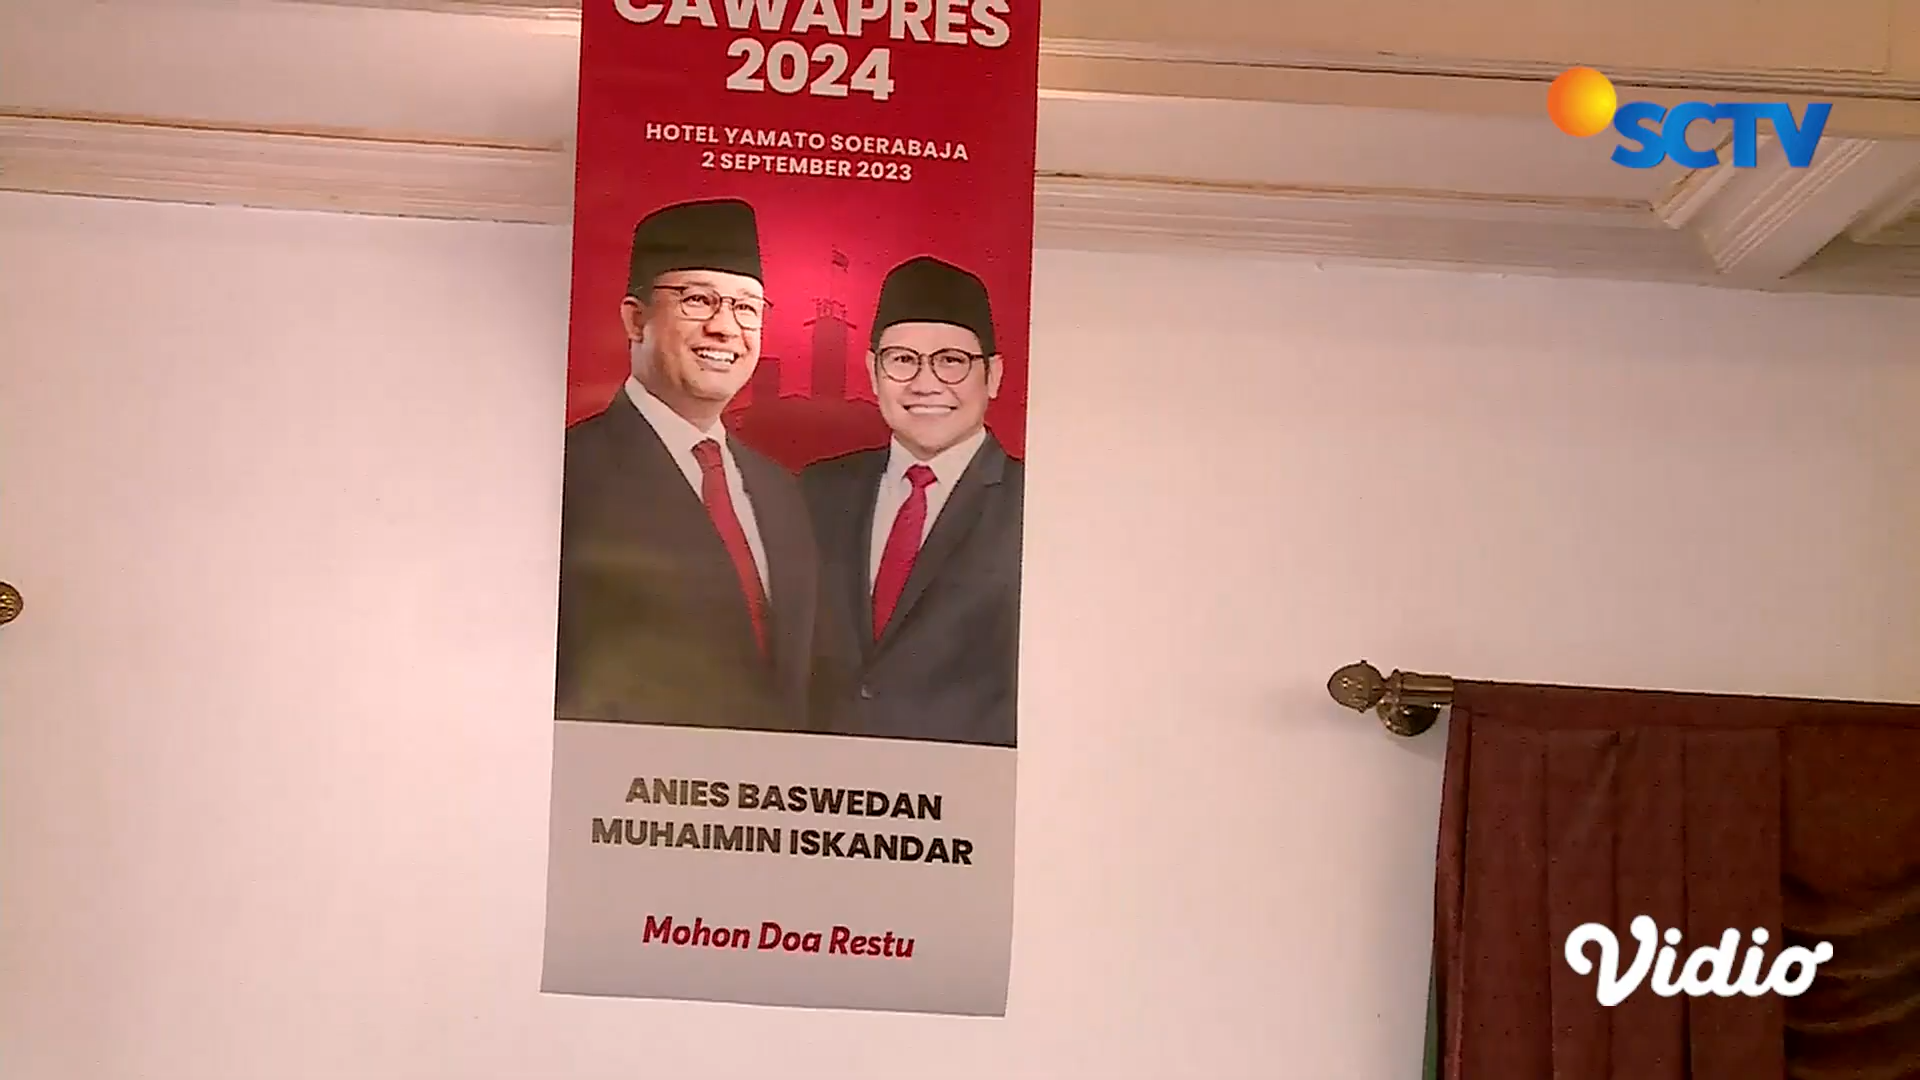 CAWAPRES
2024
HOTEL YAMATO SOERABAJA
2 SEPTEMBER 2023
ANIES BASWEDAN
MUHAIMIN ISKANDAR
Mohon Doa Restu
SCTV
Vidio